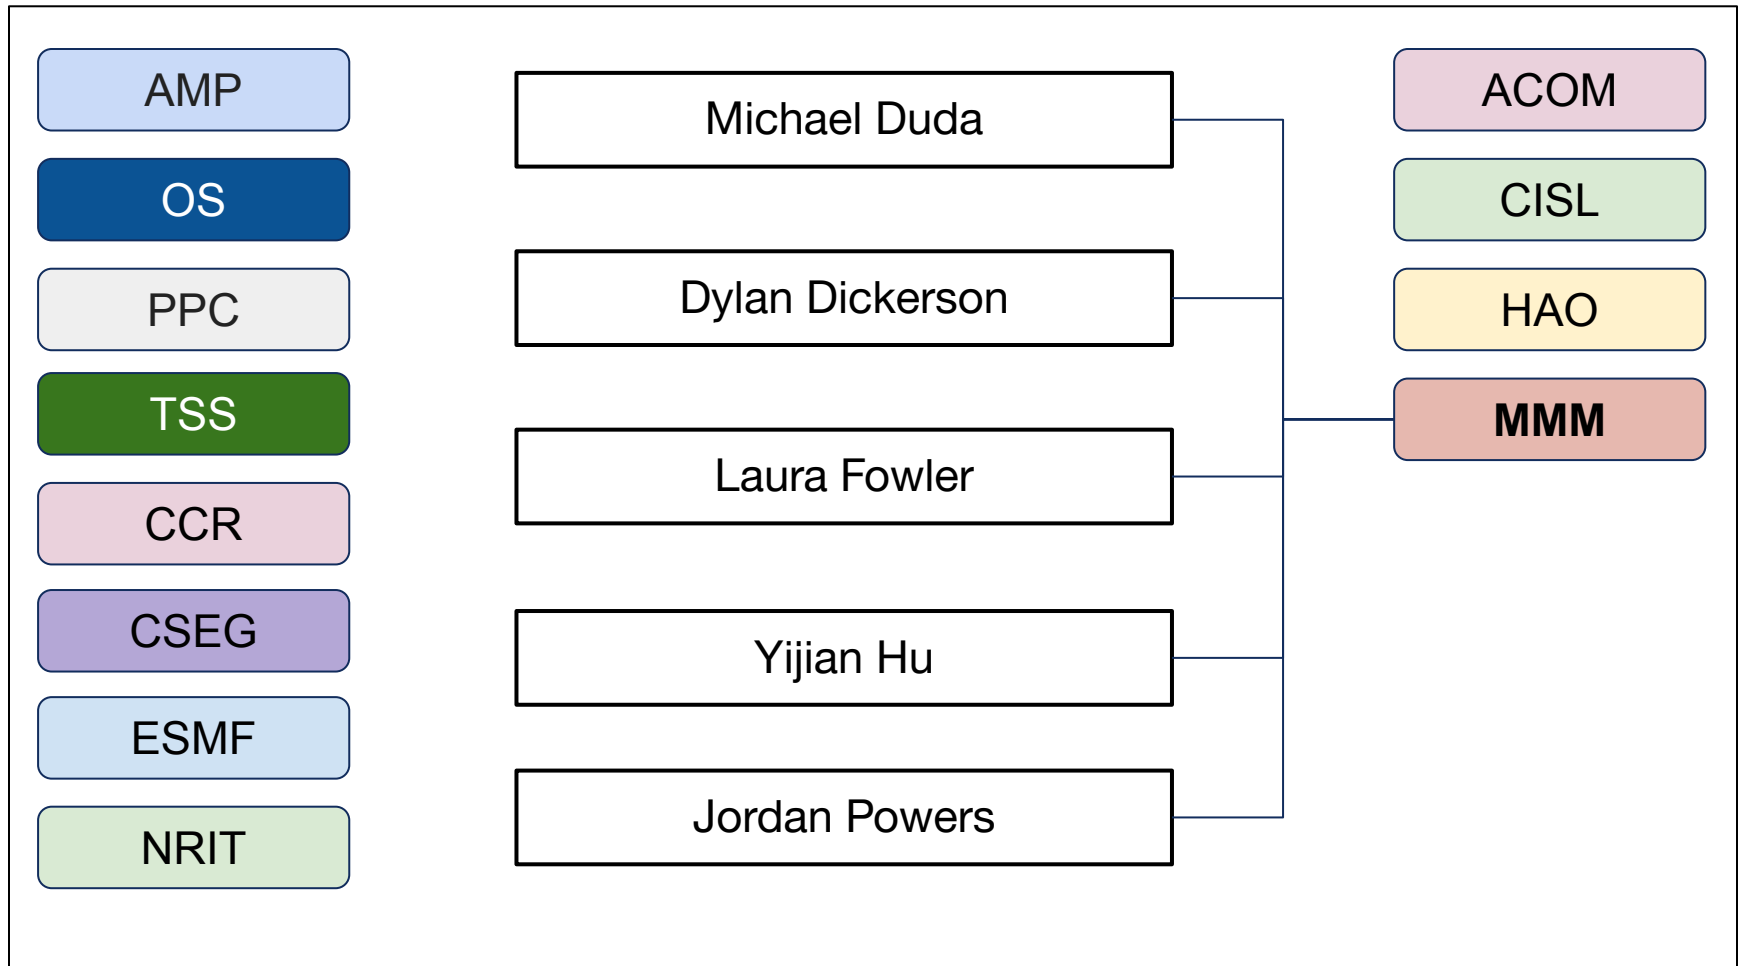 AMP
OS
PPC
TSS
CCR
CSEG
ESMF
NRIT
Michael Duda
Dylan Dickerson
Laura Fowler
Yijian Hu
Jordan Powers
ACOM
CISL
HAO
MMM